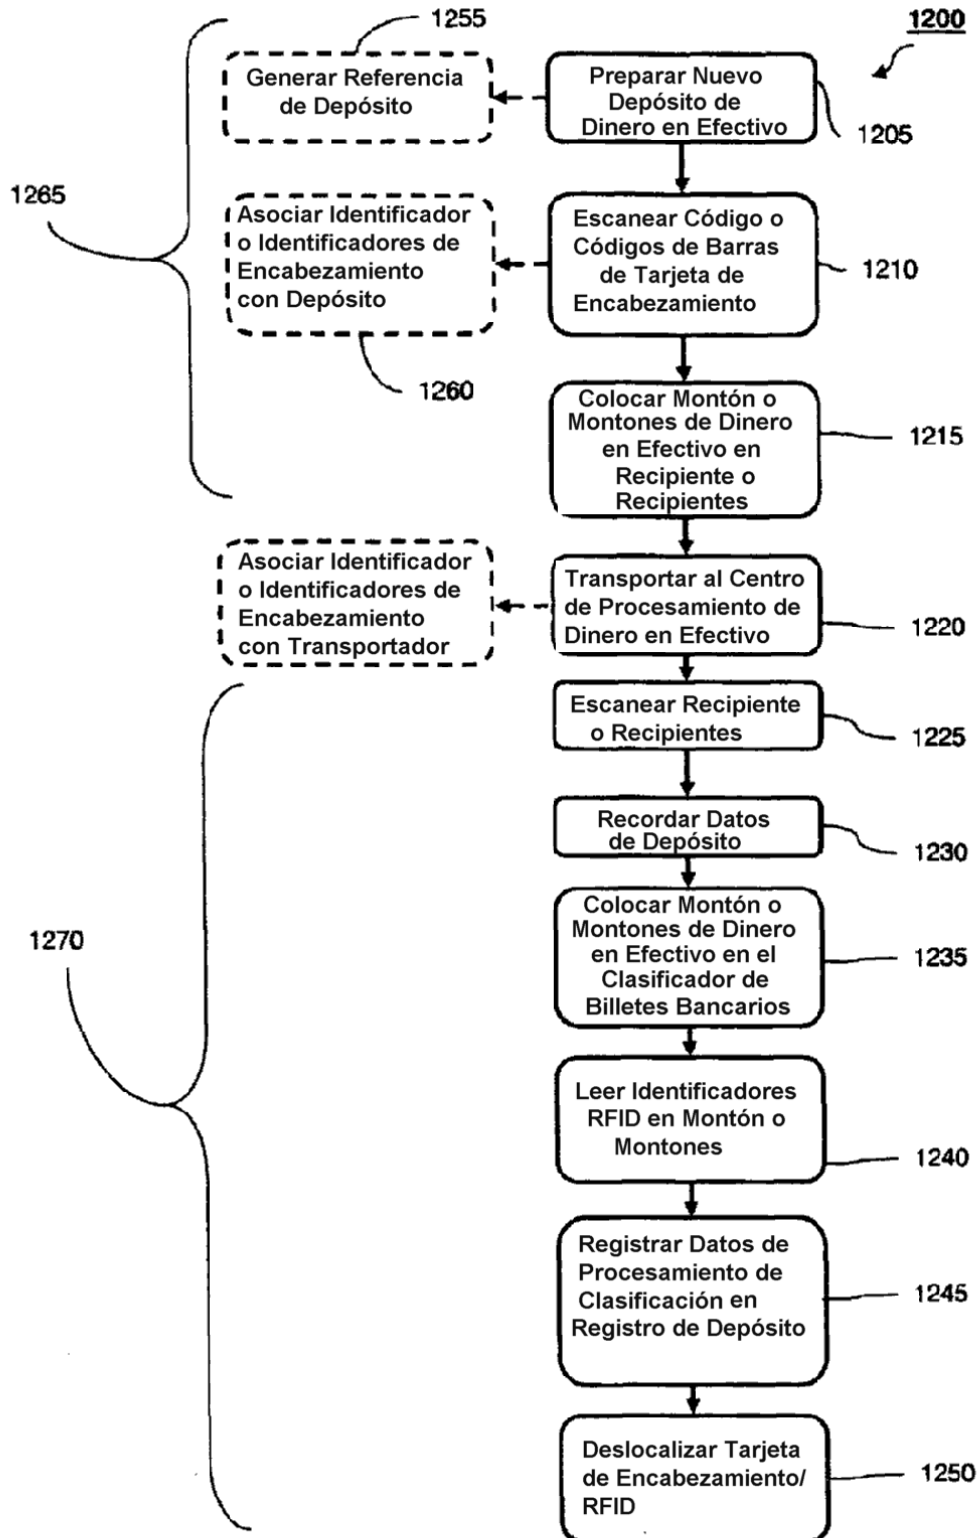 1255
1200
Generar Referencia
de Depósito
Preparar Nuevo
Depósito de
Dinero en Efectivo
1205
1265
Asociar Identificador
o Identificadores de
Encabezamiento
con Depósito
Escanear Código o
Códigos de Barras
de Tarjeta de
Encabezamiento
1210
1260
Colocar Montón o
Montones de Dinero
en Efectivo en
Recipiente o
Recipientes
1215
Asociar Identificador
o Identificadores de
Encabezamiento
con Transportador
Transportar al Centro
de Procesamiento de
Dinero en Efectivo
1220
Escanear Recipiente
o Recipientes
1225
Recordar Datos
de Depósito
1230
1270
Colocar Montón o
Montones de Dinero
en Efectivo en el
Clasificador de
Billetes Bancarios
1235
Leer Identificadores
RFID en Montón o
Montones
1240
Registrar Datos de
Procesamiento de
Clasificación en
Registro de Depósito
1245
Deslocalizar Tarjeta
de Encabezamiento/
RFID
1250